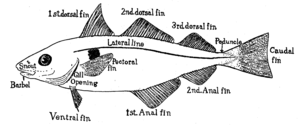 1st dorsal fin
2nd. dorsal fin
3rd. dorsal fin
Lateral line
Peduncle
Caudal
fin
Snout
Pectoral
fin
Barbel
Gill
Opening
2nd. Anal fin
1st. Anal fin
Ventral fin